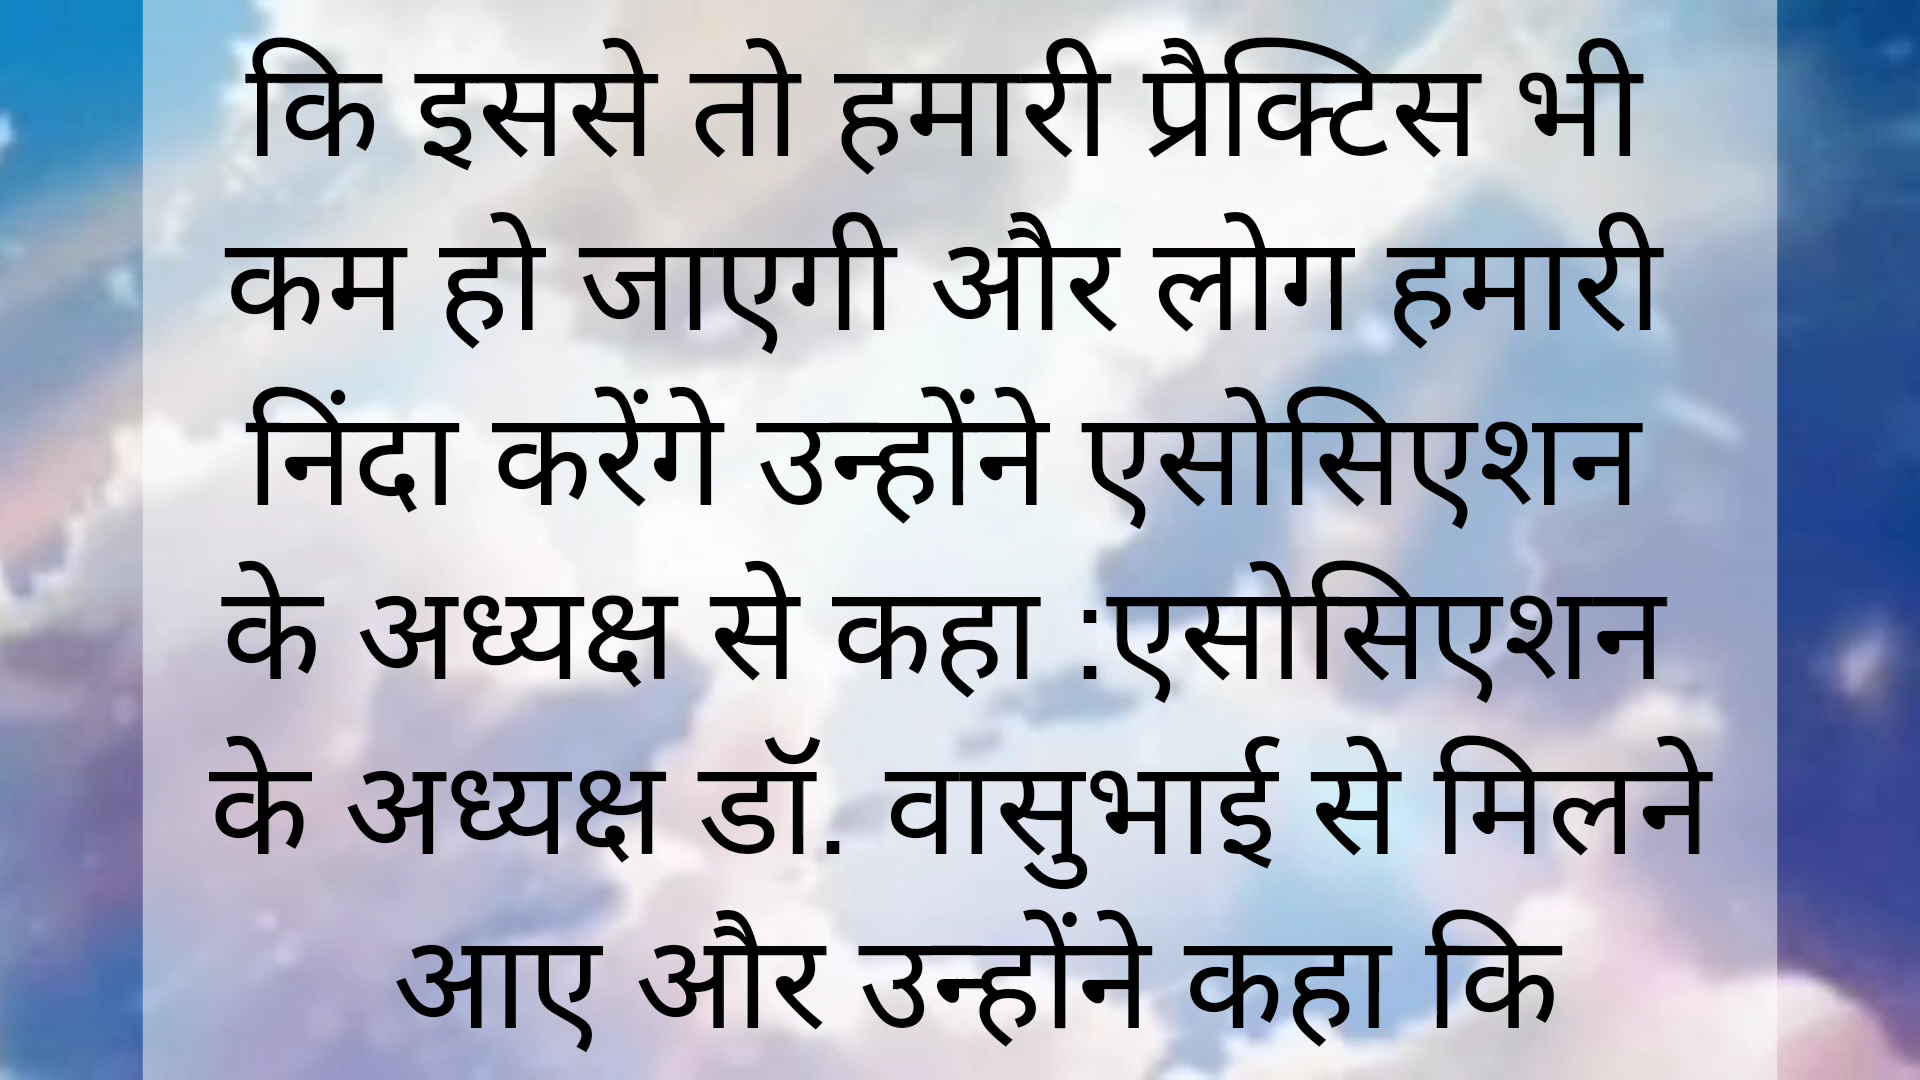 कि इससे तो हमारी प्रैक्टिस भी
कम हो जाएगी और लोग हमारी
निंदा करेंगे उन्होंने एसोसिएशन
के अध्यक्ष से कहा :एसोसिएशन
के अध्यक्ष डॉ. वासुभाई से मिलने
आए और उन्होंने कहा कि